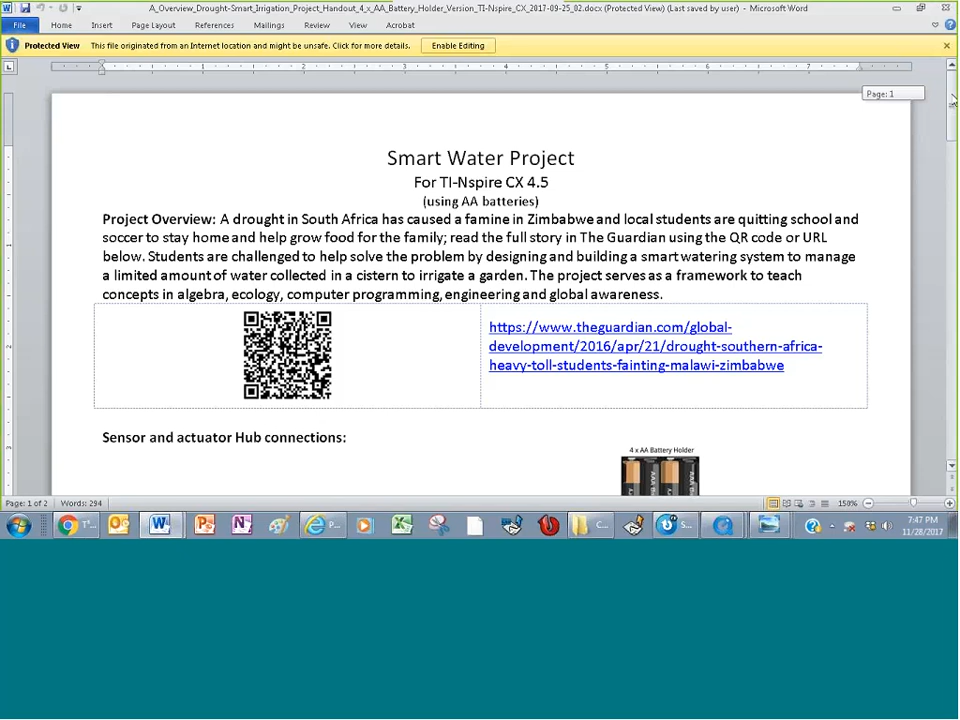 A_Overview_Drought-Smart_Irrigation_Project_Handout_4_x_AA_Battery_Holder_Version_TI-Nspire_CX_2017-09-25_02.docx (Protected View) (Last saved by user) - Microsoft Word
File Home Insert Page Layout References Mailings Review View Acrobat
Protected View This file originated from an Internet location and might be unsafe. Click for more details. Enable Editing
1 2 3 4 5 6 7
Page: 1
Smart Water Project
For TI-Nspire CX 4.5
(using AA batteries)
Project Overview: A drought in South Africa has caused a famine in Zimbabwe and local students are quitting school and
soccer to stay home and help grow food for the family; read the full story in The Guardian using the QR code or URL
below. Students are challenged to help solve the problem by designing and building a smart watering system to manage
a limited amount of water collected in a cistern to irrigate a garden. The project serves as a framework to teach
concepts in algebra, ecology, computer programming, engineering and global awareness.
https://www.theguardian.com/global-
development/2016/apr/21/drought-southern-africa-
heavy-toll-students-fainting-malawi-zimbabwe
Sensor and actuator Hub connections:
4 x AA Battery Holder
Page: 1 of 2 Words: 294 150%
P... C... S...
7:47 PM
11/28/2017